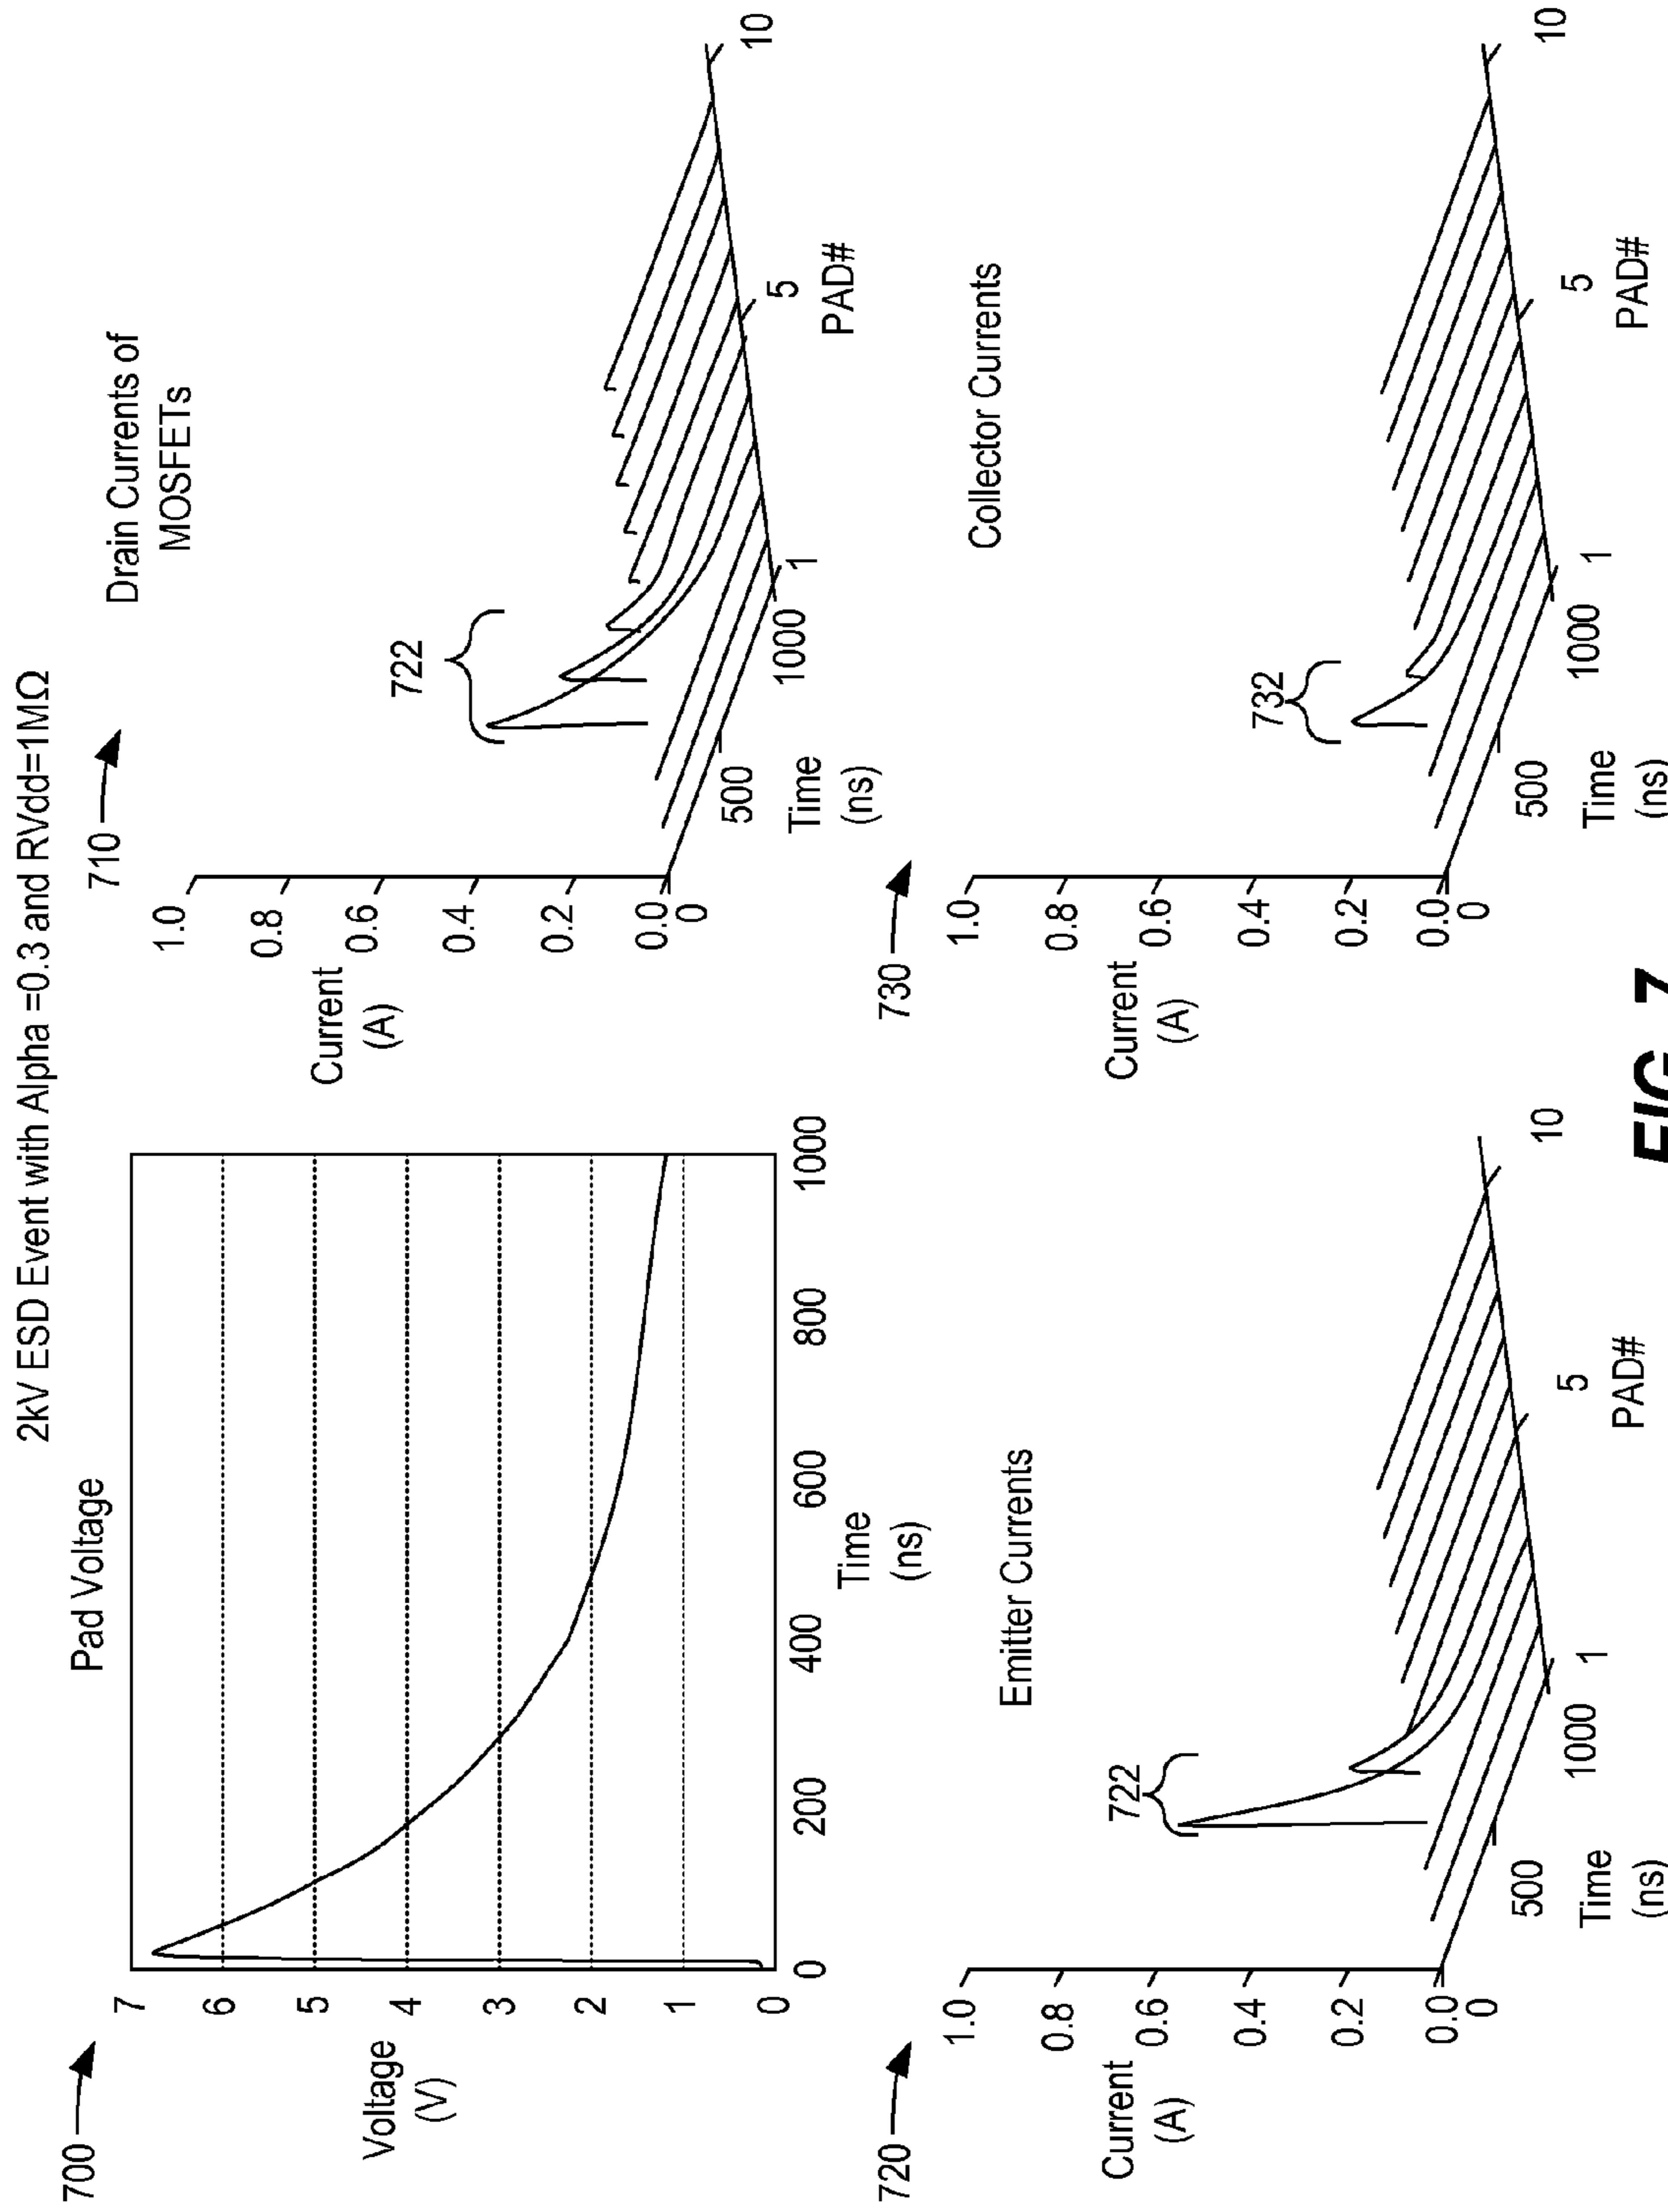 2kV ESD Event with Alpha =0.3 and RVdd=1MΩ
700
Pad Voltage
Voltage
(V)
7
6
5
4
3
2
1
0
0
200
400
600
800
1000
Time
(ns)
710
Drain Currents of
MOSFETs
Current
(A)
1.0
0.8
0.6
0.4
0.2
0.0
0
722
500
1000
Time
(ns)
1
5
10
PAD#
720
Emitter Currents
Current
(A)
1.0
0.8
0.6
0.4
0.2
0.0
0
722
500
1000
Time
(ns)
1
5
10
PAD#
730
Collector Currents
Current
(A)
1.0
0.8
0.6
0.4
0.2
0.0
0
732
500
1000
Time
(ns)
1
5
10
PAD#
FIG. 7